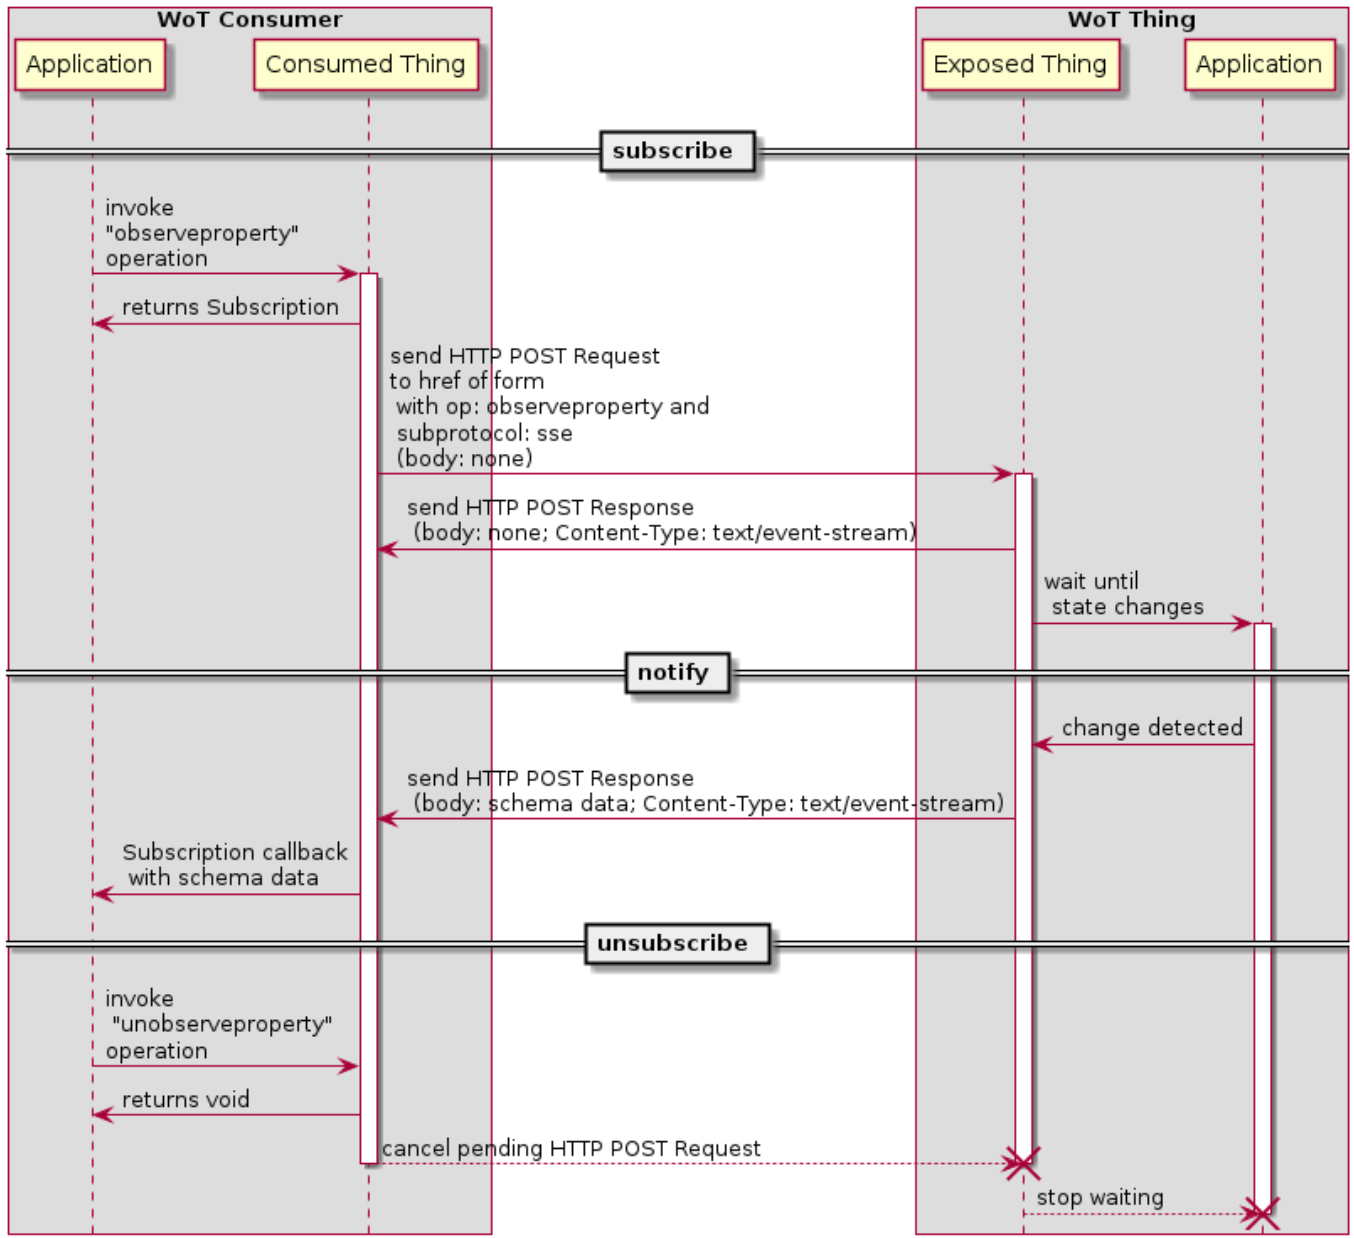 WoT Consumer
WoT Thing
Application
Consumed Thing
Exposed Thing
Application
subscribe
invoke
"observeproperty"
operation
returns Subscription
send HTTP POST Request
to href of form
with op: observeproperty and
subprotocol: sse
(body: none)
send HTTP POST Response
(body: none; Content-Type: text/event-stream)
wait until
state changes
notify
change detected
send HTTP POST Response
(body: schema data; Content-Type: text/event-stream)
Subscription callback
with schema data
unsubscribe
invoke
"unobserveproperty"
operation
returns void
cancel pending HTTP POST Request
stop waiting